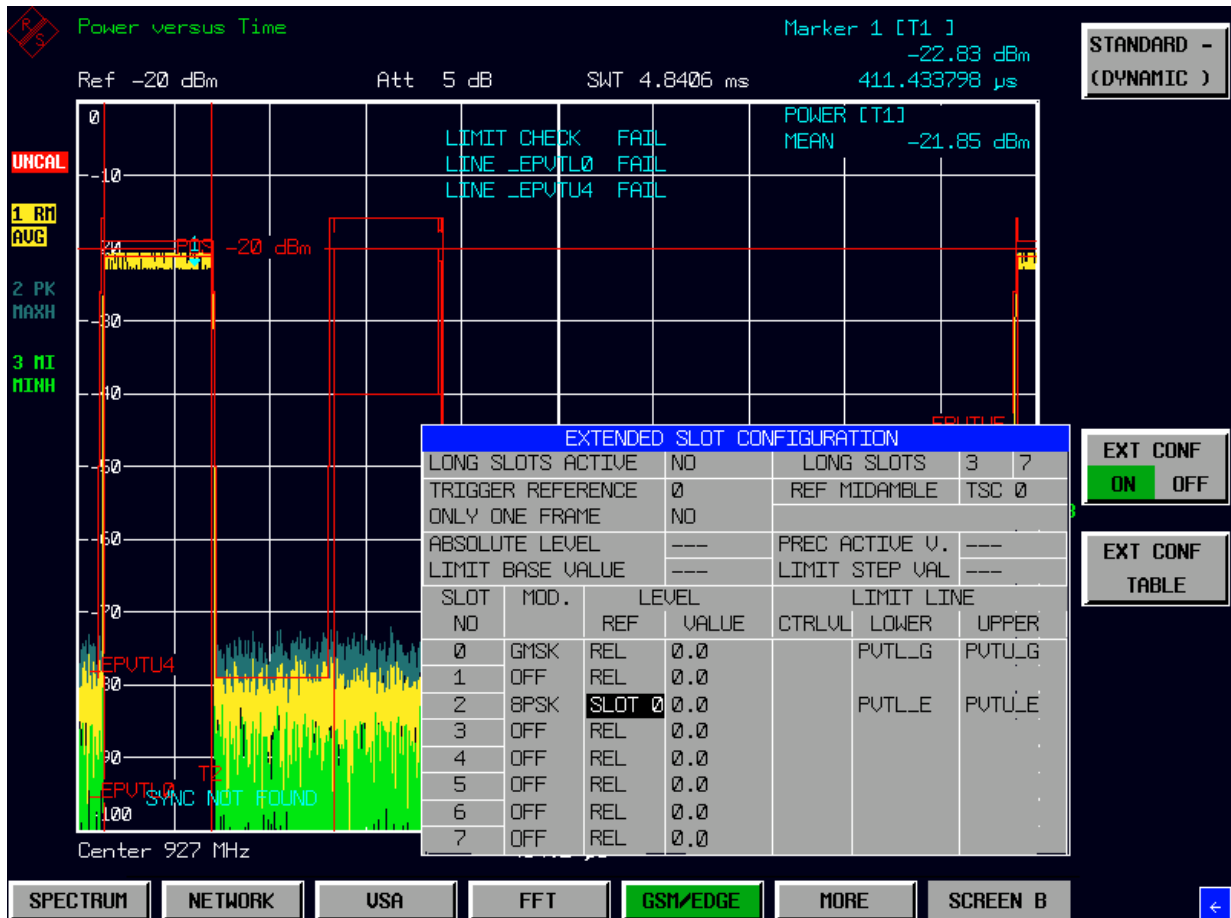 R
S
Power versus Time
Marker 1 [T1 ]
-22.83 dBm
Ref -20 dBm
Att 5 dB
SWT 4.8406 ms
411.433798 µs
STANDARD -
(DYNAMIC )
POWER [T1]
MEAN -21.85 dBm
LIMIT CHECK FAIL
LINE _EPVTL0 FAIL
LINE _EPVTU4 FAIL
UNCAL
1 RM
AVG
2 PK
MAXH
3 MI
MINH
0
-10
-20
POS -20 dBm
1
-30
-40
-50
-60
-70
-80
-90
-100
_EPVTU4
_EPVTL0
T2
SYNC NOT FOUND
EXTENDED SLOT CONFIGURATION
LONG SLOTS ACTIVE NO LONG SLOTS 3 7
TRIGGER REFERENCE 0 REF MIDAMBLE TSC 0
ONLY ONE FRAME NO
ABSOLUTE LEVEL --- PREC ACTIVE V. ---
LIMIT BASE VALUE --- LIMIT STEP VAL ---
SLOT MOD. LEVEL LIMIT LINE
NO REF VALUE CTRLVL LOWER UPPER
0 GMSK REL 0.0 PVTL_G PVTU_G
1 OFF REL 0.0
2 8PSK SLOT 0 0.0 PVTL_E PVTU_E
3 OFF REL 0.0
4 OFF REL 0.0
5 OFF REL 0.0
6 OFF REL 0.0
7 OFF REL 0.0
EXT CONF
ON OFF
EXT CONF
TABLE
Center 927 MHz
SPECTRUM
NETWORK
VSA
FFT
GSM/EDGE
MORE
SCREEN B
←